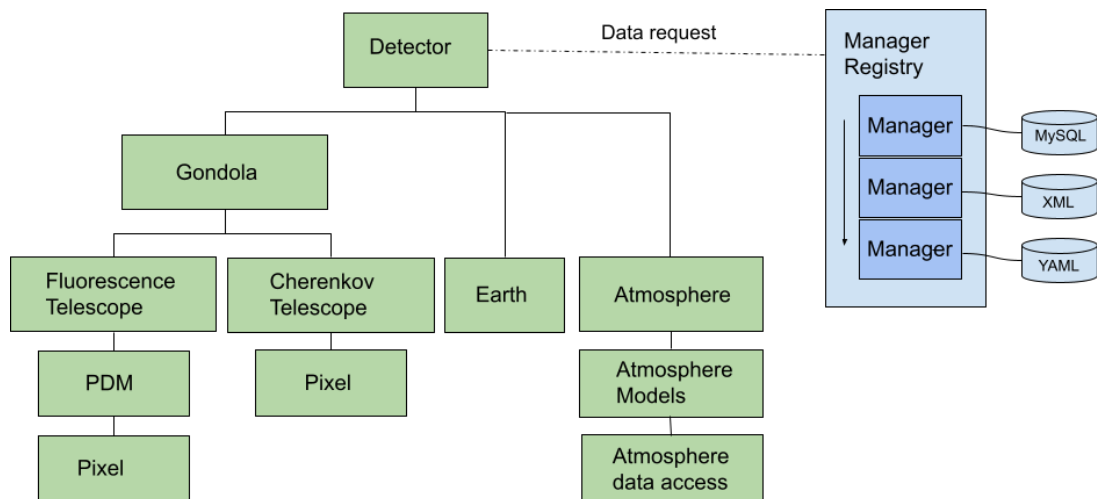 Detector
Data request
Manager
Registry
Manager
MySQL
Manager
XML
Manager
YAML
Gondola
Fluorescence
Telescope
Cherenkov
Telescope
Earth
Atmosphere
PDM
Pixel
Atmosphere
Models
Pixel
Atmosphere
data access